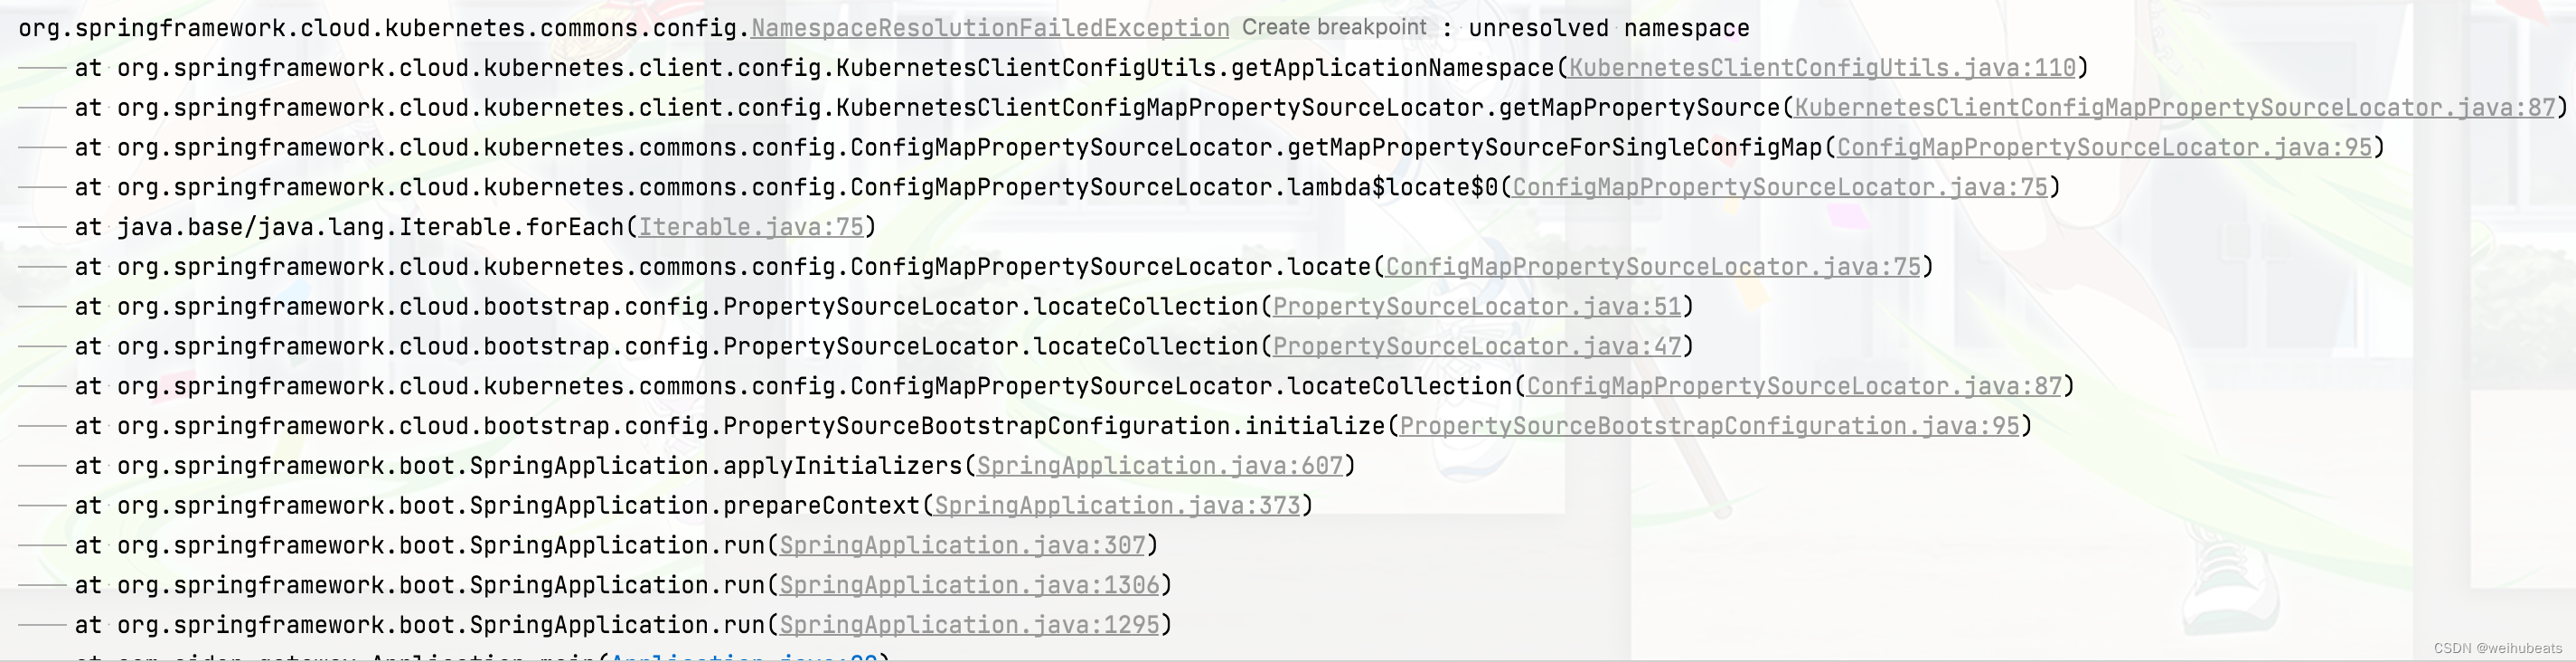 org.springframework.cloud.kubernetes.commons.config.NamespaceResolutionFailedException Create breakpoint : unresolved namespace
at org.springframework.cloud.kubernetes.client.config.KubernetesClientConfigUtils.getApplicationNamespace(KubernetesClientConfigUtils.java:110)
at org.springframework.cloud.kubernetes.client.config.KubernetesClientConfigMapPropertySourceLocator.getMapPropertySource(KubernetesClientConfigMapPropertySourceLocator.java:87)
at org.springframework.cloud.kubernetes.commons.config.ConfigMapPropertySourceLocator.getMapPropertySourceForSingleConfigMap(ConfigMapPropertySourceLocator.java:95)
at org.springframework.cloud.kubernetes.commons.config.ConfigMapPropertySourceLocator.lambda$locate$0(ConfigMapPropertySourceLocator.java:75)
at java.base/java.lang.Iterable.forEach(Iterable.java:75)
at org.springframework.cloud.kubernetes.commons.config.ConfigMapPropertySourceLocator.locate(ConfigMapPropertySourceLocator.java:75)
at org.springframework.cloud.bootstrap.config.PropertySourceLocator.locateCollection(PropertySourceLocator.java:51)
at org.springframework.cloud.bootstrap.config.PropertySourceLocator.locateCollection(PropertySourceLocator.java:47)
at org.springframework.cloud.kubernetes.commons.config.ConfigMapPropertySourceLocator.locateCollection(ConfigMapPropertySourceLocator.java:87)
at org.springframework.cloud.bootstrap.config.PropertySourceBootstrapConfiguration.initialize(PropertySourceBootstrapConfiguration.java:95)
at org.springframework.boot.SpringApplication.applyInitializers(SpringApplication.java:607)
at org.springframework.boot.SpringApplication.prepareContext(SpringApplication.java:373)
at org.springframework.boot.SpringApplication.run(SpringApplication.java:307)
at org.springframework.boot.SpringApplication.run(SpringApplication.java:1306)
at org.springframework.boot.SpringApplication.run(SpringApplication.java:1295)
CSDN @weihubeats